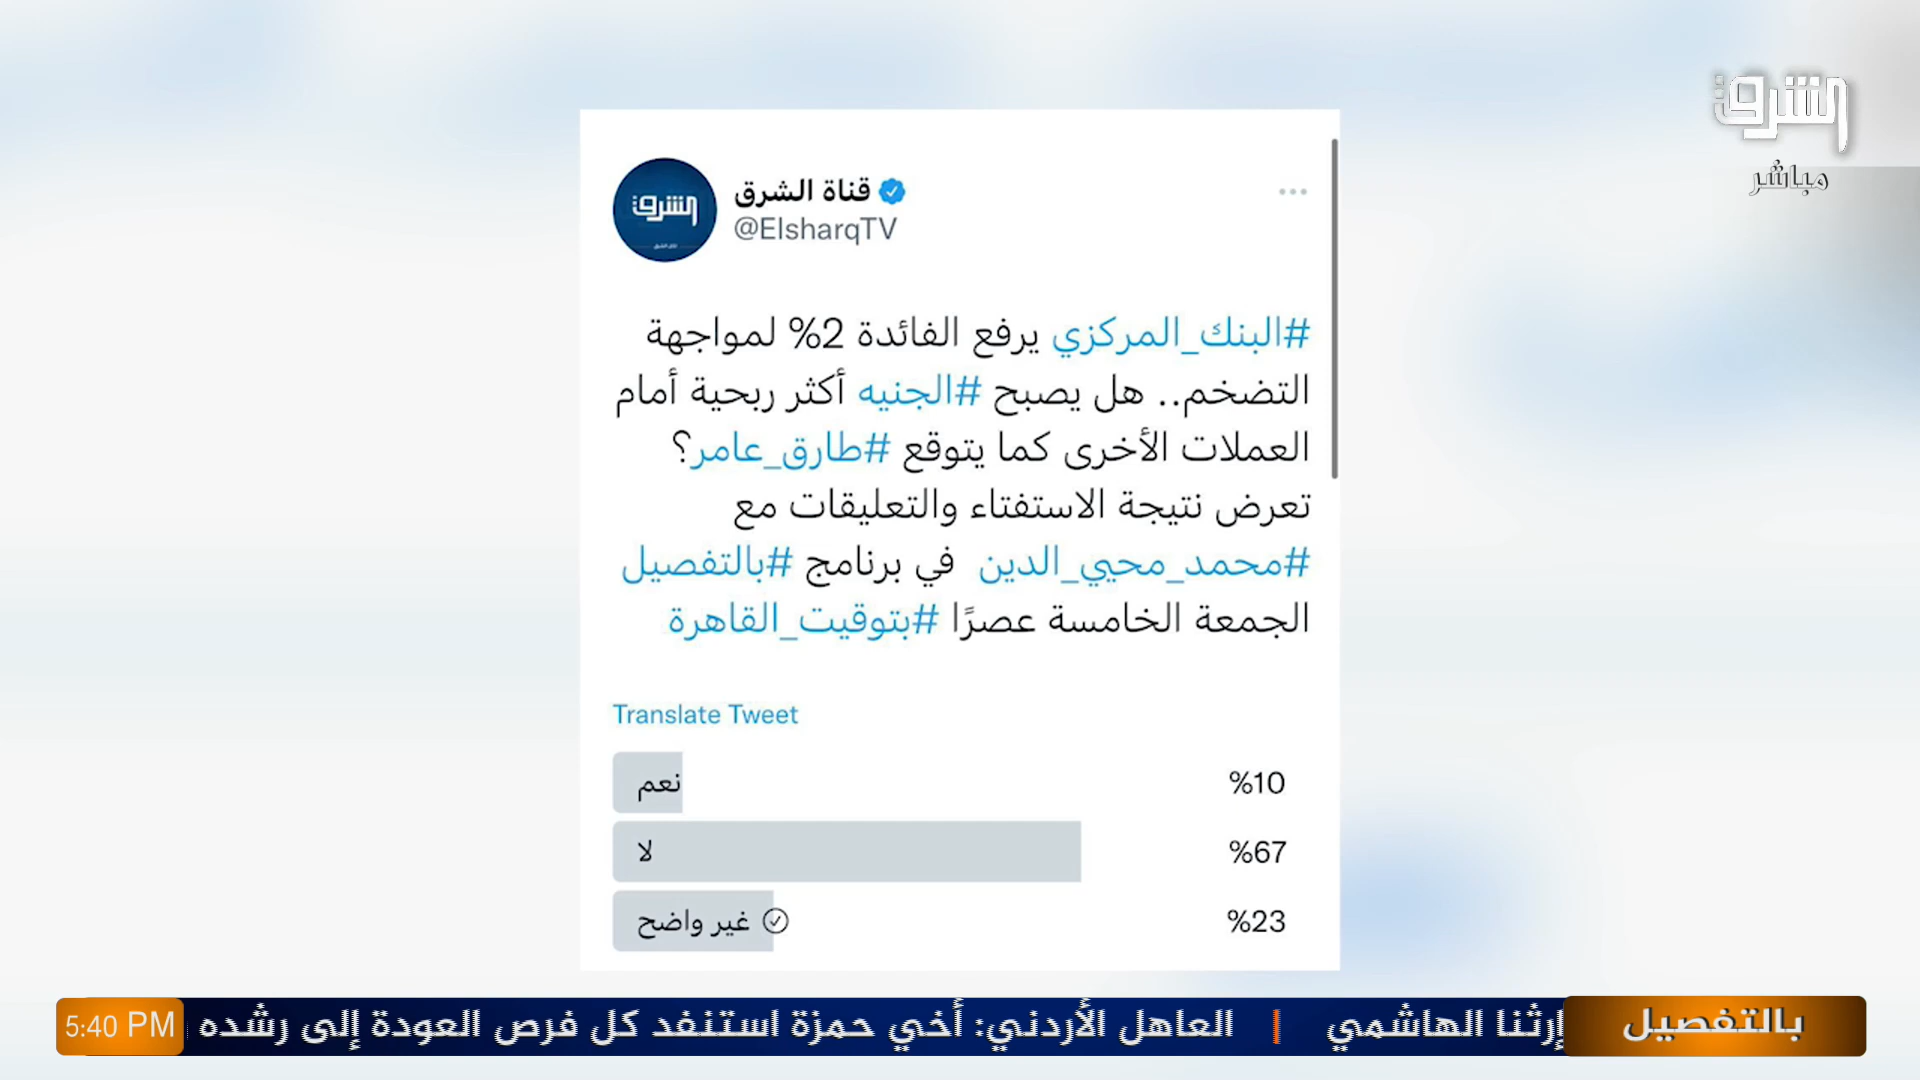 الشرق
مباشر
الشرق
قناة الشرق
@ElsharqTV
#البنك_المركزي يرفع الفائدة 2% لمواجهة
التضخم.. هل يصبح #الجنيه أكثر ربحية أمام
العملات الأخرى كما يتوقع #طارق_عامر؟
تعرض نتيجة الاستفتاء والتعليقات مع
#محمد_محيي_الدين في برنامج #بالتفصيل
الجمعة الخامسة عصرًا #بتوقيت_القاهرة
Translate Tweet
نعم %10
لا %67
غير واضح %23
بالتفصيل
إرثنا الهاشمي | العاهل الأردني: أخي حمزة استنفد كل فرص العودة إلى رشده
5:40 PM